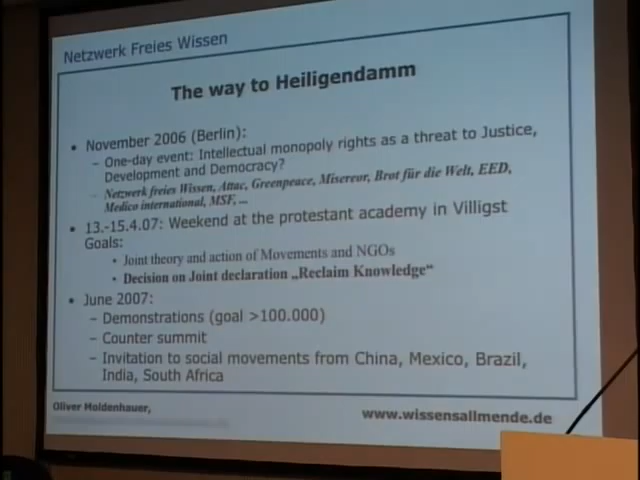 Netzwerk Freies Wissen
The way to Heiligendamm
• November 2006 (Berlin):
– One-day event: Intellectual monopoly rights as a threat to Justice,
Development and Democracy?
– Netzwerk freies Wissen, Attac, Greenpeace, Misereor, Brot für die Welt, EED,
Medico international, MSF, ...
• 13.-15.4.07: Weekend at the protestant academy in Villigst
Goals:
• Joint theory and action of Movements and NGOs
• Decision on Joint declaration „Reclaim Knowledge“
• June 2007:
– Demonstrations (goal >100.000)
– Counter summit
– Invitation to social movements from China, Mexico, Brazil,
India, South Africa
Oliver Moldenhauer,
www.wissensallmende.de